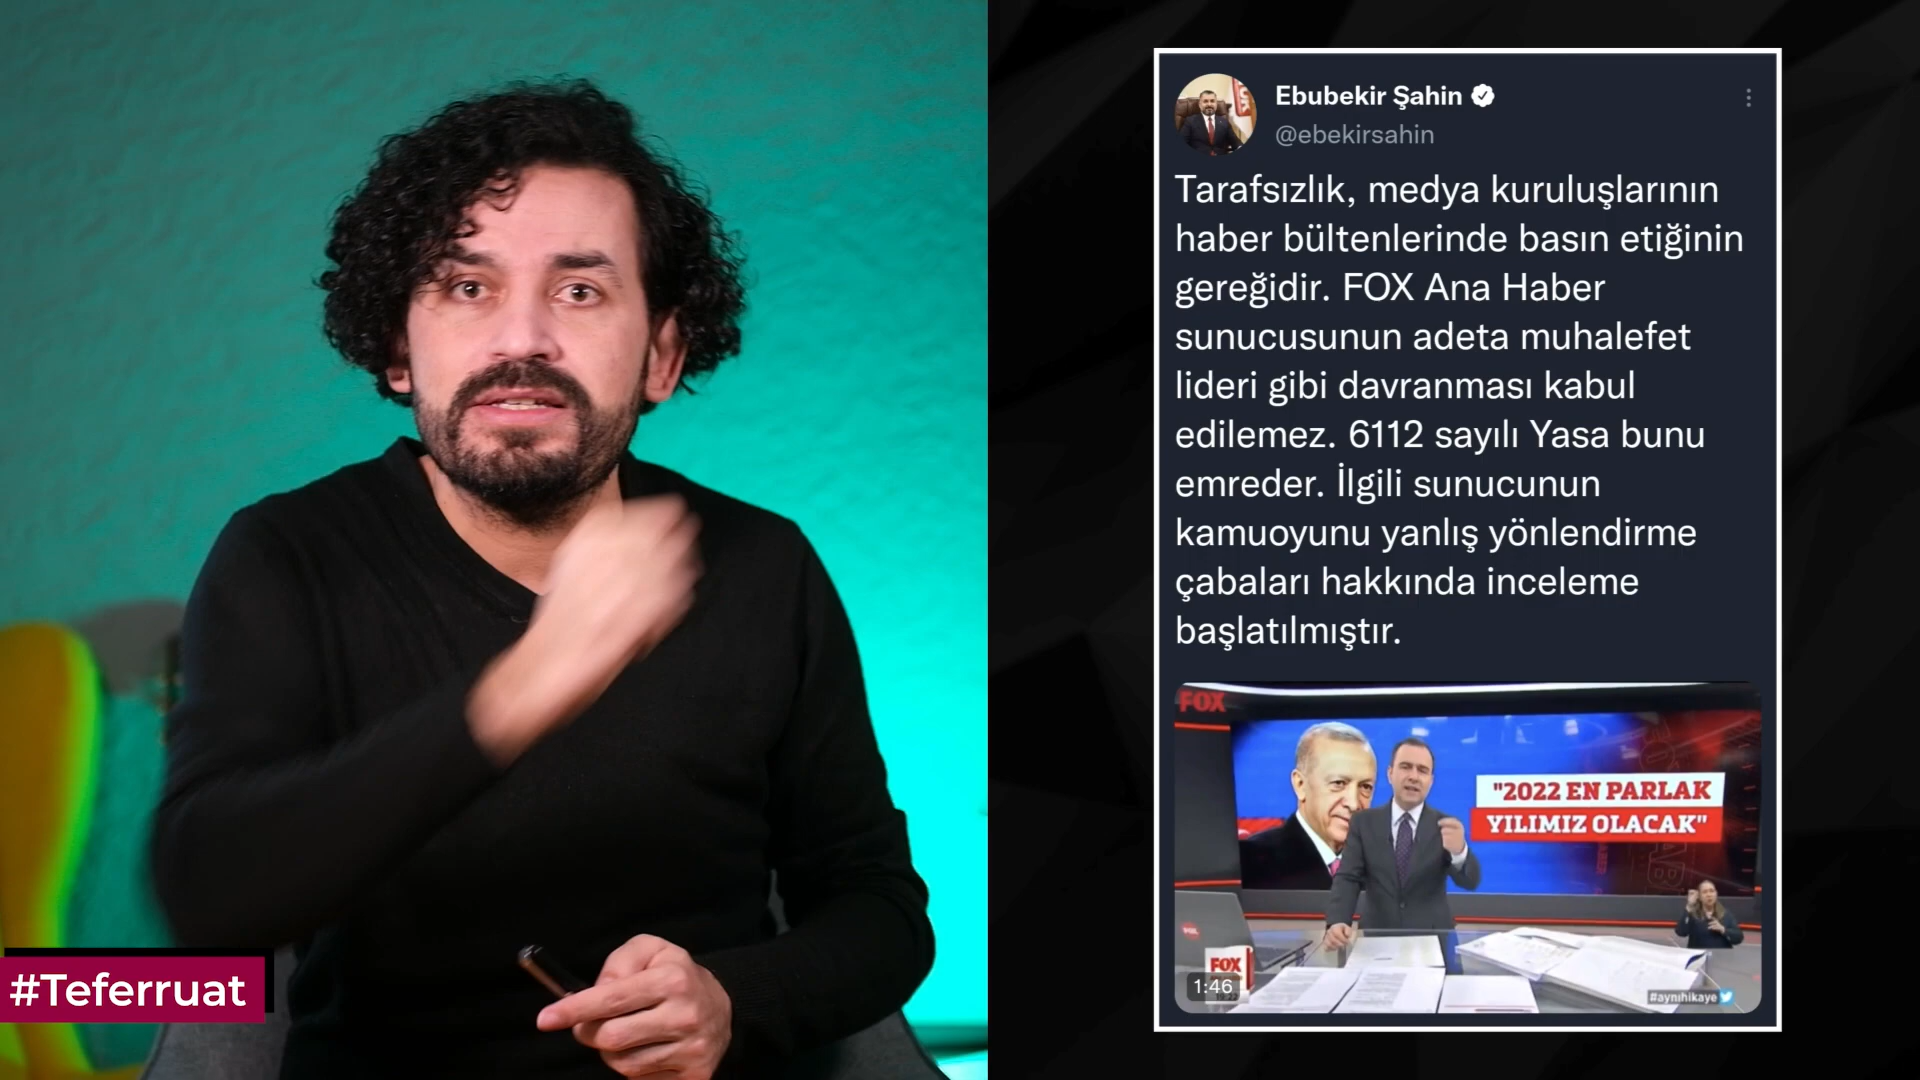 #Teferruat
Ebubekir Şahin
@ebekirsahin
Tarafsızlık, medya kuruluşlarının
haber bültenlerinde basın etiğinin
gereğidir. FOX Ana Haber
sunucusunun adeta muhalefet
lideri gibi davranması kabul
edilemez. 6112 sayılı Yasa bunu
emreder. İlgili sunucunun
kamuoyunu yanlış yönlendirme
çabaları hakkında inceleme
başlatılmıştır.
FOX
"2022 EN PARLAK
YILIMIZ OLACAK"
FOX
1:46
#aynıhikaye